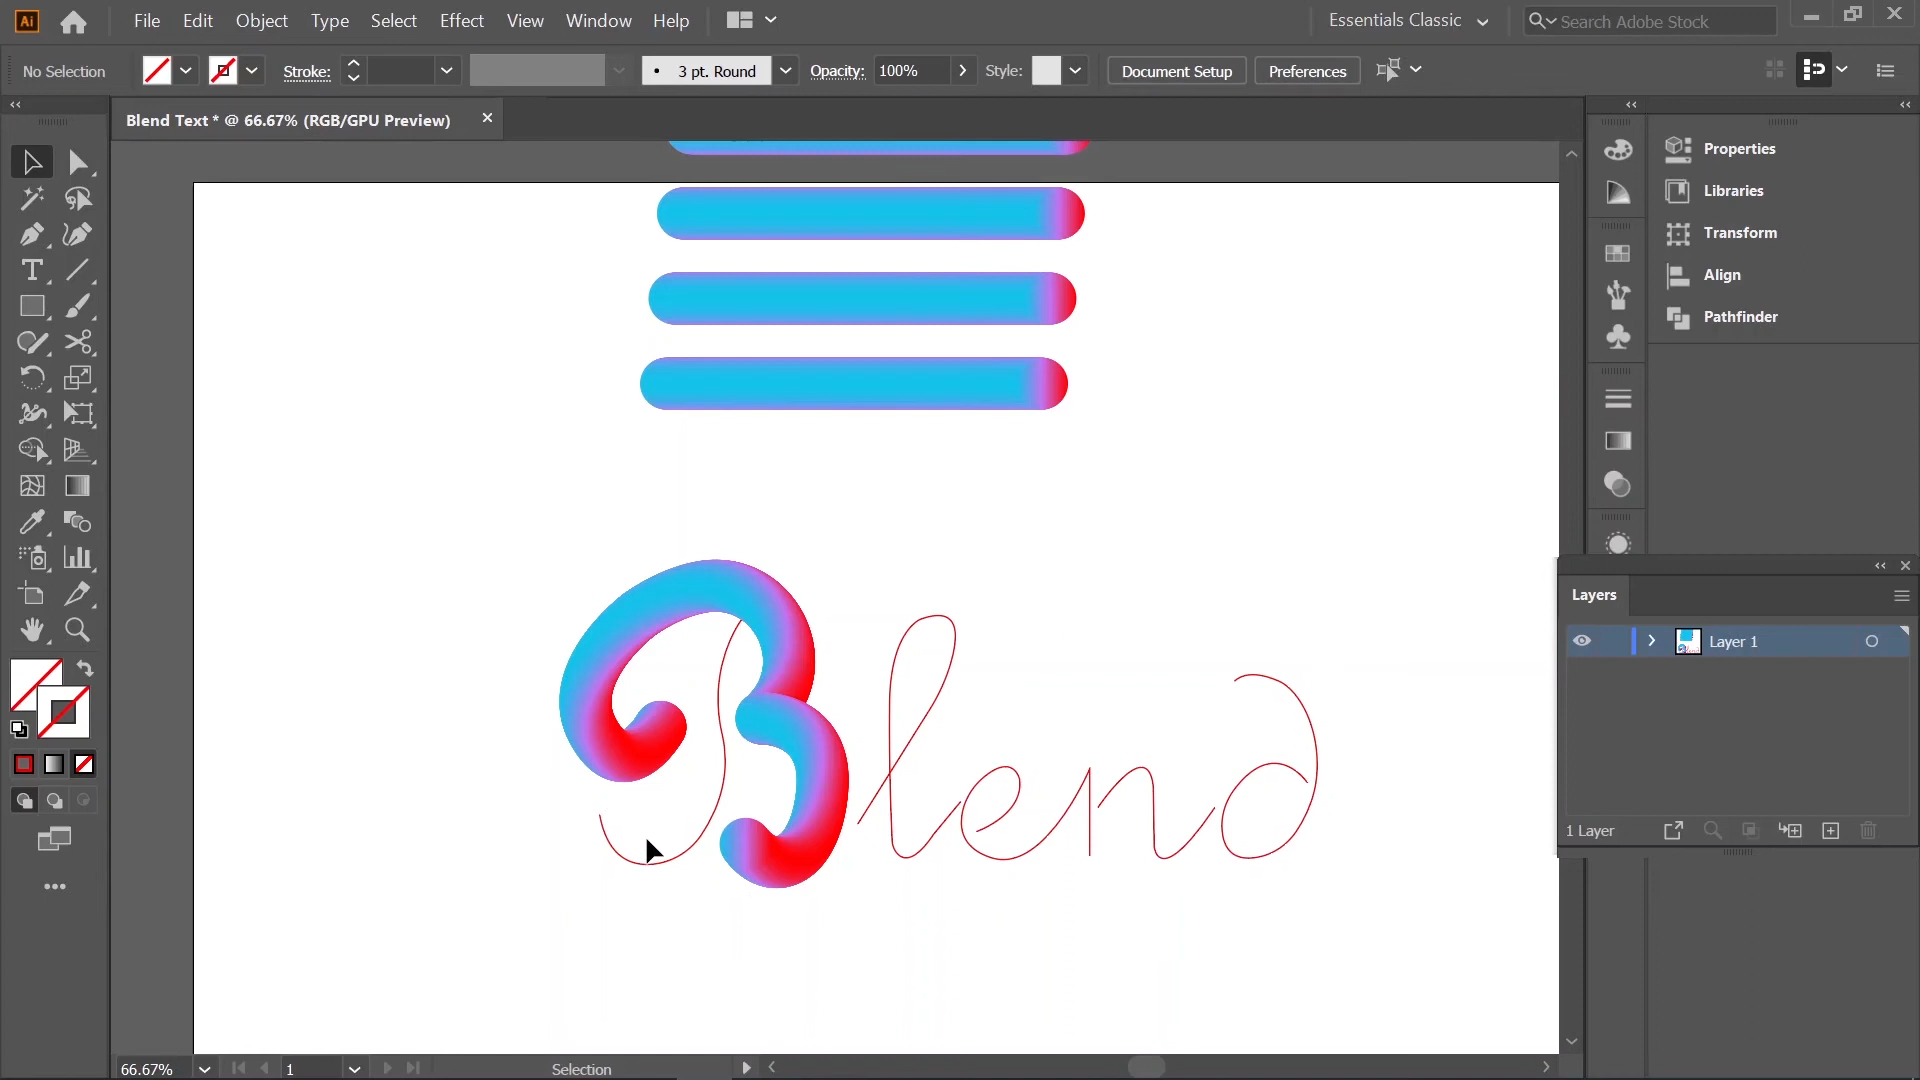 Ai File Edit Object Type Select Effect View Window Help Essentials Classic Search Adobe Stock
No Selection Stroke: 3 pt. Round Opacity: 100% Style: Document Setup Preferences
Blend Text * @ 66.67% (RGB/GPU Preview)
Properties
Libraries
Transform
Align
Pathfinder
Blend
Layers
Layer 1
1 Layer
66.67% 1 Selection